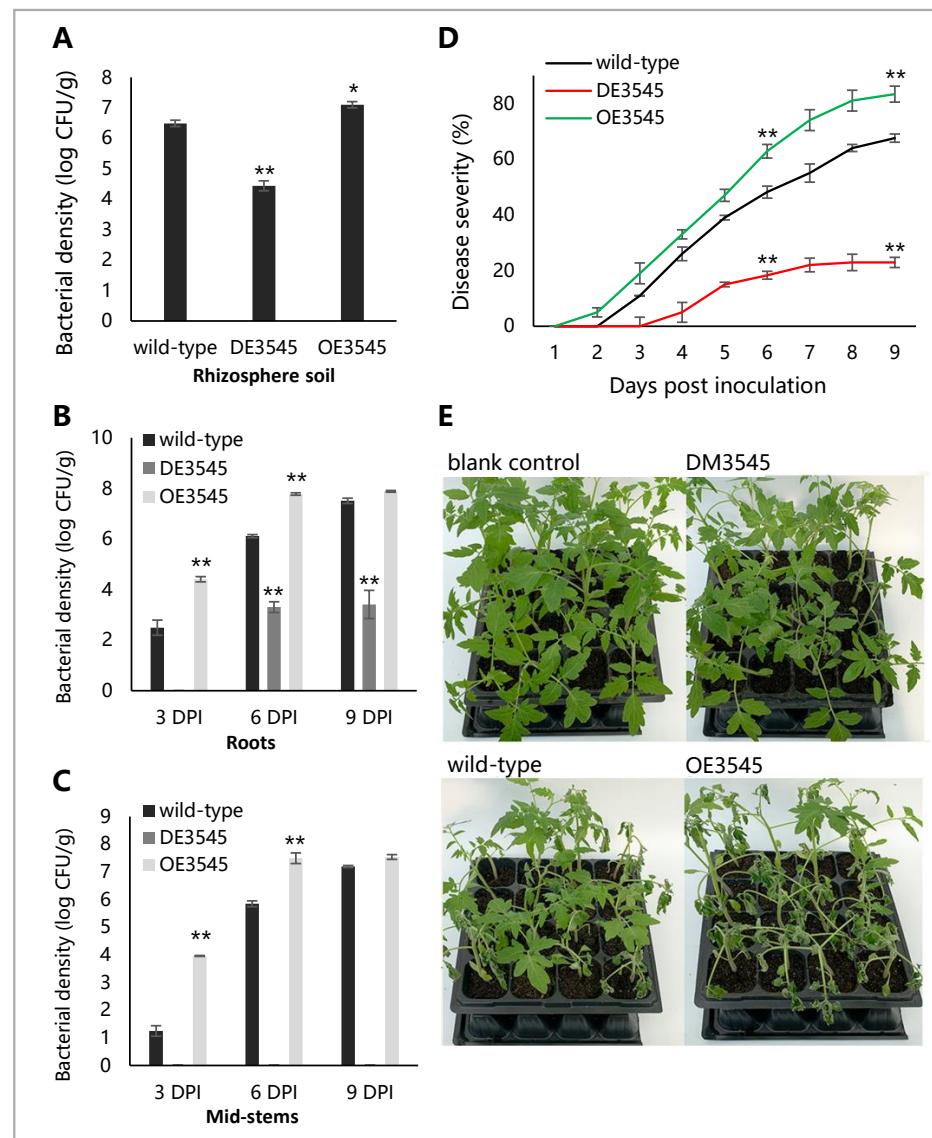 A
Bacterial density (log CFU/g)
8
7
6
5
4
3
2
1
0
*
**
wild-type DE3545 OE3545
Rhizosphere soil
B
Bacterial density (log CFU/g)
10
8
6
4
2
0
wild-type
DE3545
OE3545
**
**
**
**
3 DPI 6 DPI 9 DPI
Roots
C
Bacterial density (log CFU/g)
9
8
7
6
5
4
3
2
1
0
wild-type
DE3545
OE3545
**
**
3 DPI 6 DPI 9 DPI
Mid-stems
D
Disease severity (%)
80
60
40
20
0
wild-type
DE3545
OE3545
**
**
**
**
1 2 3 4 5 6 7 8 9
Days post inoculation
E
blank control DM3545
wild-type OE3545